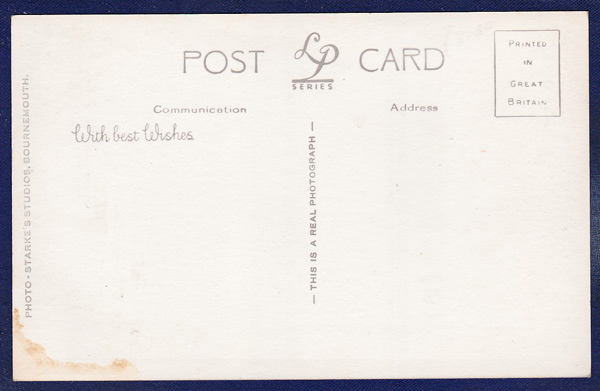 POST LP CARD
SERIES
PRINTED
IN
GREAT
BRITAIN
Communication
Address
With best Wishes
— THIS IS A REAL PHOTOGRAPH —
PHOTO - STARKE'S STUDIOS, BOURNEMOUTH.